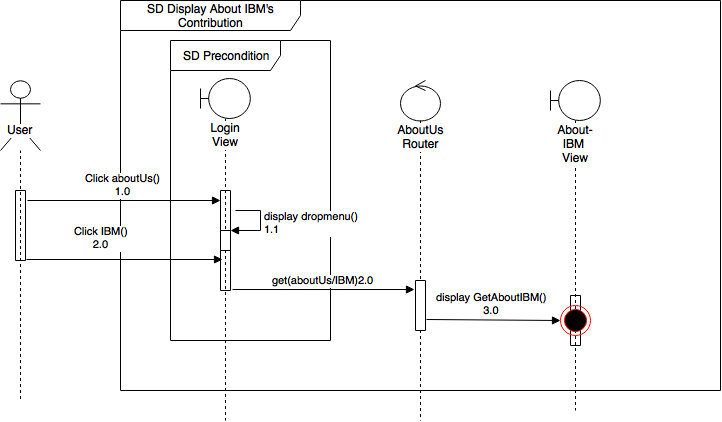 SD Display About IBM's
Contribution
SD Precondition
User
Login
View
AboutUs
Router
About-
IBM
View
Click aboutUs()
1.0
display dropmenu()
1.1
Click IBM()
2.0
get(aboutUs/IBM)2.0
display GetAboutIBM()
3.0